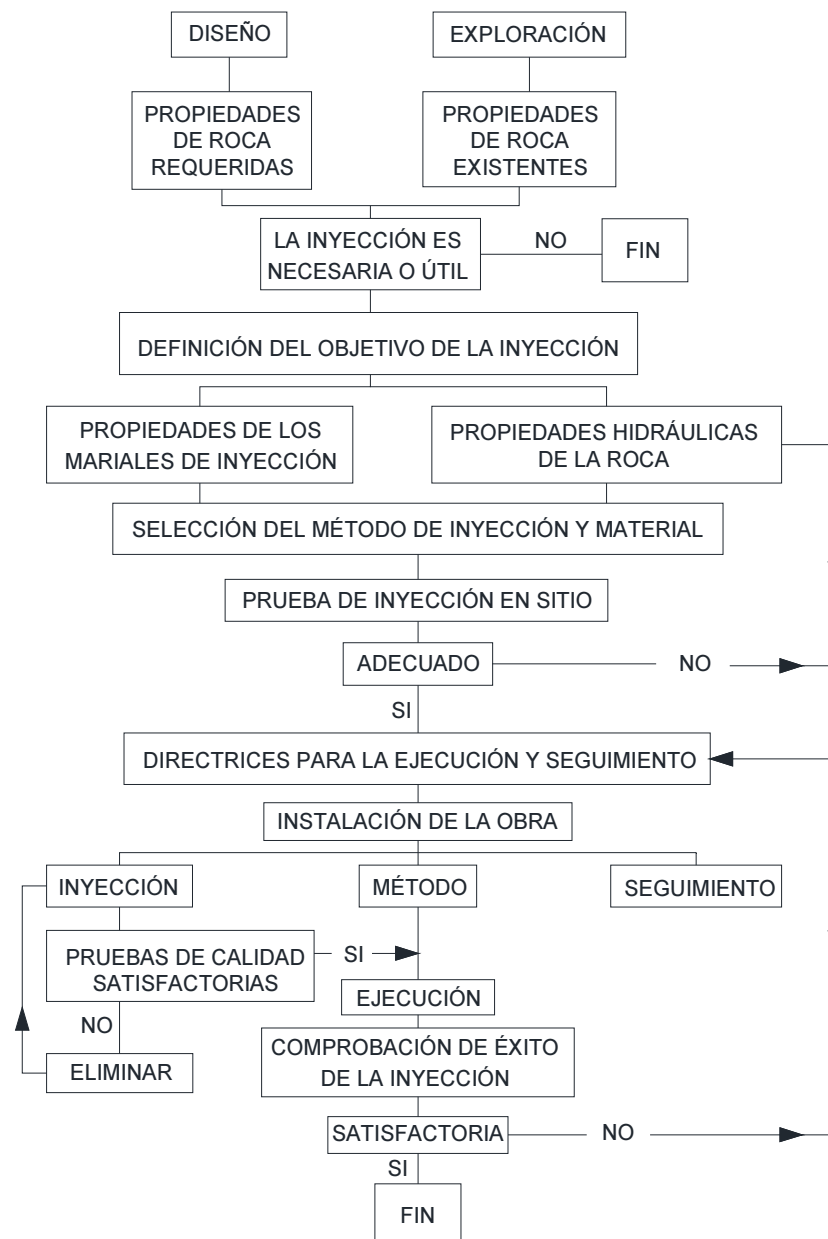 DISEÑO
EXPLORACIÓN
PROPIEDADES
DE ROCA
REQUERIDAS
PROPIEDADES
DE ROCA
EXISTENTES
LA INYECCIÓN ES
NECESARIA O ÚTIL
NO
FIN
DEFINICIÓN DEL OBJETIVO DE LA INYECCIÓN
PROPIEDADES DE LOS
MARIALES DE INYECCIÓN
PROPIEDADES HIDRÁULICAS
DE LA ROCA
SELECCIÓN DEL MÉTODO DE INYECCIÓN Y MATERIAL
PRUEBA DE INYECCIÓN EN SITIO
ADECUADO
NO
SI
DIRECTRICES PARA LA EJECUCIÓN Y SEGUIMIENTO
INSTALACIÓN DE LA OBRA
INYECCIÓN
MÉTODO
SEGUIMIENTO
PRUEBAS DE CALIDAD
SATISFACTORIAS
SI
EJECUCIÓN
NO
ELIMINAR
COMPROBACIÓN DE ÉXITO
DE LA INYECCIÓN
SATISFACTORIA
NO
SI
FIN